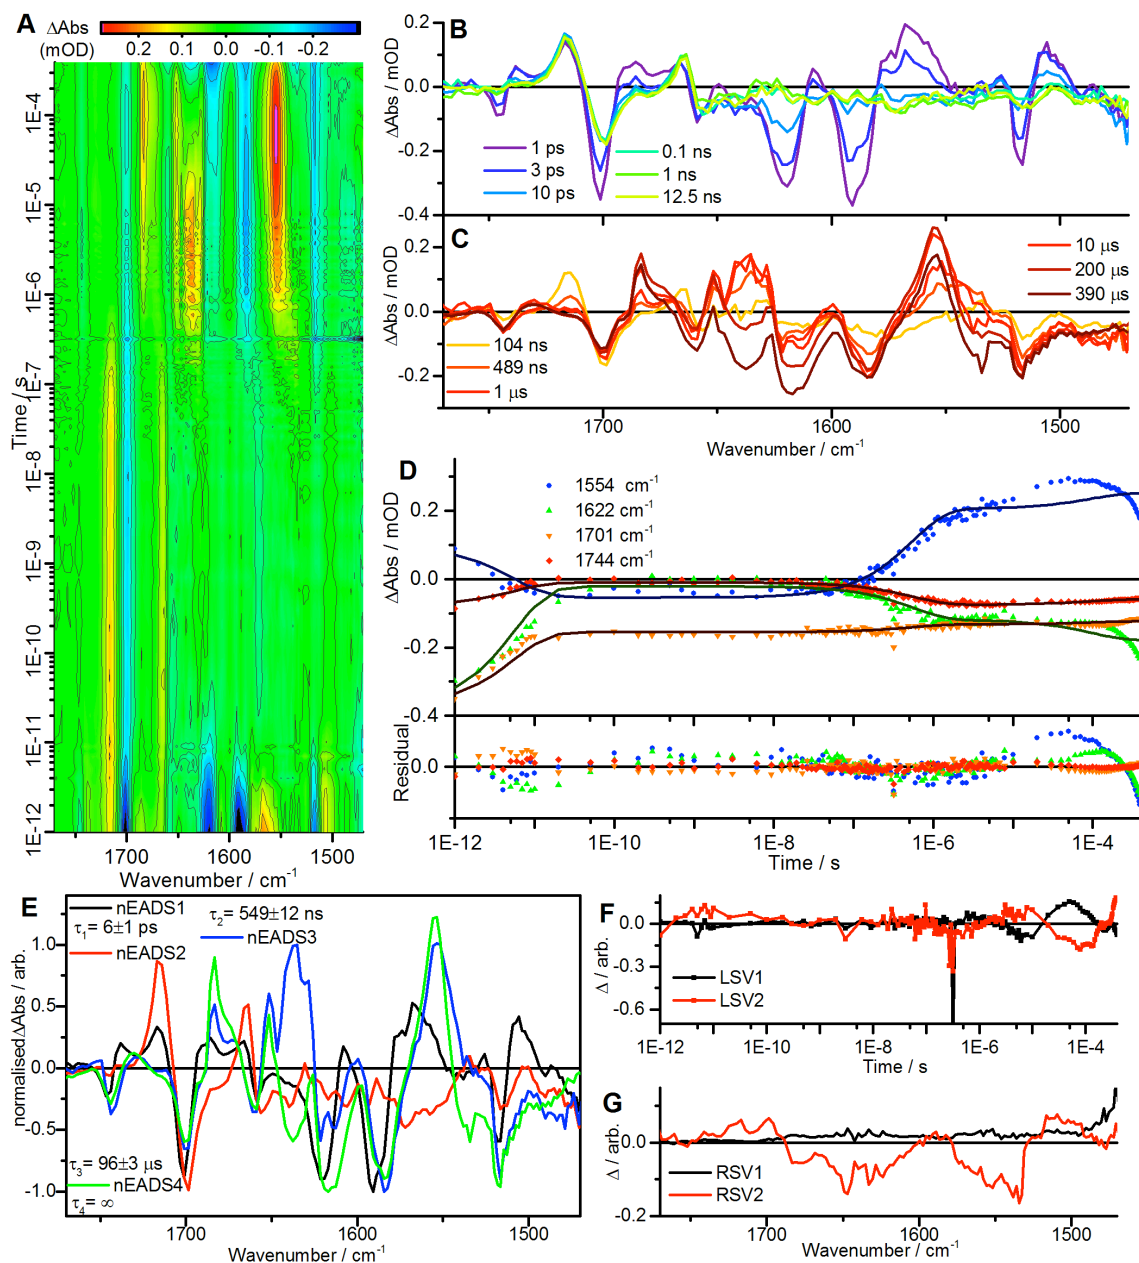 A
ΔAbs
(mOD)
0.2 0.1 0.0 -0.1 -0.2
Time / s
1E-4
1E-5
1E-6
1E-7
1E-8
1E-9
1E-10
1E-11
1E-12
1700 1600 1500
Wavenumber / cm-1
B
ΔAbs / mOD
0.2
0.0
-0.2
-0.4
1 ps
3 ps
10 ps
0.1 ns
1 ns
12.5 ns
C
ΔAbs / mOD
0.2
0.0
-0.2
10 µs
200 µs
390 µs
104 ns
489 ns
1 µs
1700 1600 1500
Wavenumber / cm-1
D
ΔAbs / mOD
0.2
0.0
-0.2
-0.4
1554 cm-1
1622 cm-1
1701 cm-1
1744 cm-1
Residual
0.0
1E-12 1E-10 1E-8 1E-6 1E-4
Time / s
E
normalisedΔAbs / arb.
1.0
0.5
0.0
-0.5
-1.0
nEADS1
τ1= 6±1 ps
nEADS2
τ2= 549±12 ns
nEADS3
τ3= 96±3 µs
nEADS4
τ4= ∞
1700 1600 1500
Wavenumber / cm-1
F
Δ / arb.
0.0
-0.3
-0.6
LSV1
LSV2
1E-12 1E-10 1E-8 1E-6 1E-4
Time / s
G
Δ / arb.
0.0
-0.2
RSV1
RSV2
1700 1600 1500
Wavenumber / cm-1